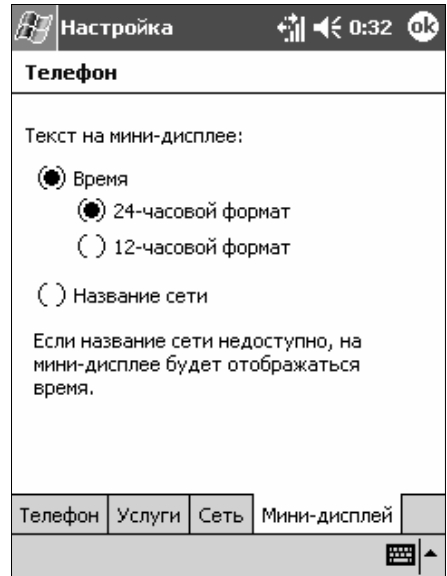 Настройка 0:32 ok
Телефон
Текст на мини-дисплее:
Время
24-часовой формат
12-часовой формат
Название сети
Если название сети недоступно, на
мини-дисплее будет отображаться
время.
Телефон Услуги Сеть Мини-дисплей